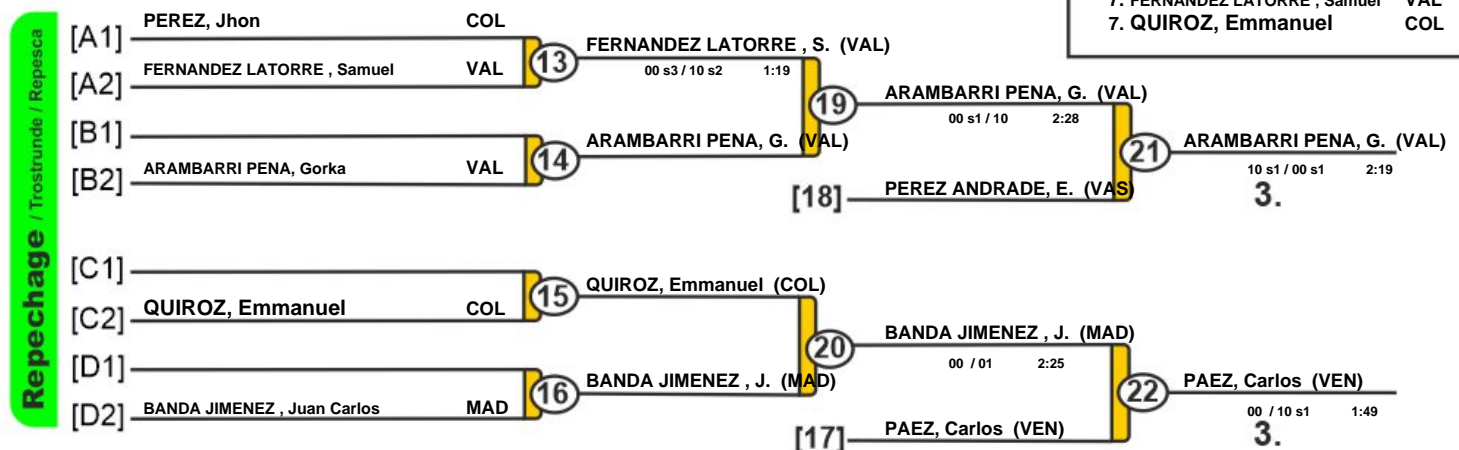 7. FERNANDEZ LATORRE , Samuel VAL
7. QUIROZ, Emmanuel COL
Repechage / Trostrunde / Repesca
[A1] PEREZ, Jhon COL
[A2] FERNANDEZ LATORRE , Samuel VAL
13
FERNANDEZ LATORRE , S. (VAL)
00 s3 / 10 s2 1:19
[B1]
[B2] ARAMBARRI PENA, Gorka VAL
14
ARAMBARRI PENA, G. (VAL)
19
ARAMBARRI PENA, G. (VAL)
00 s1 / 10 2:28
[18] PEREZ ANDRADE, E. (VAS)
21
ARAMBARRI PENA, G. (VAL)
10 s1 / 00 s1 2:19
3.
[C1]
[C2] QUIROZ, Emmanuel COL
15
QUIROZ, Emmanuel (COL)
[D1]
[D2] BANDA JIMENEZ , Juan Carlos MAD
16
BANDA JIMENEZ , J. (MAD)
20
BANDA JIMENEZ , J. (MAD)
00 / 01 2:25
[17] PAEZ, Carlos (VEN)
22
PAEZ, Carlos (VEN)
00 / 10 s1 1:49
3.